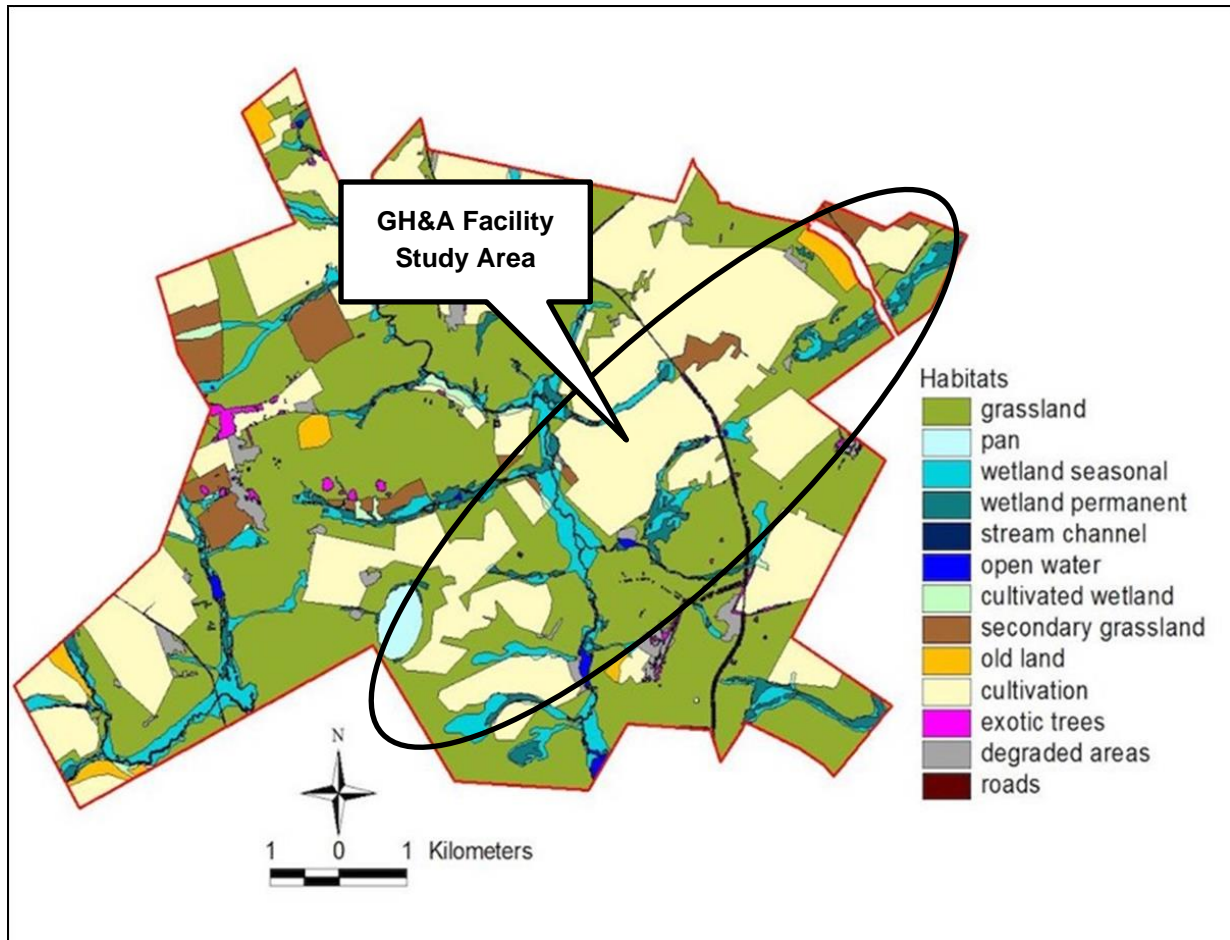 GH&A Facility
Study Area
Habitats
grassland
pan
wetland seasonal
wetland permanent
stream channel
open water
cultivated wetland
secondary grassland
old land
cultivation
exotic trees
degraded areas
roads
N
1 0 1 Kilometers